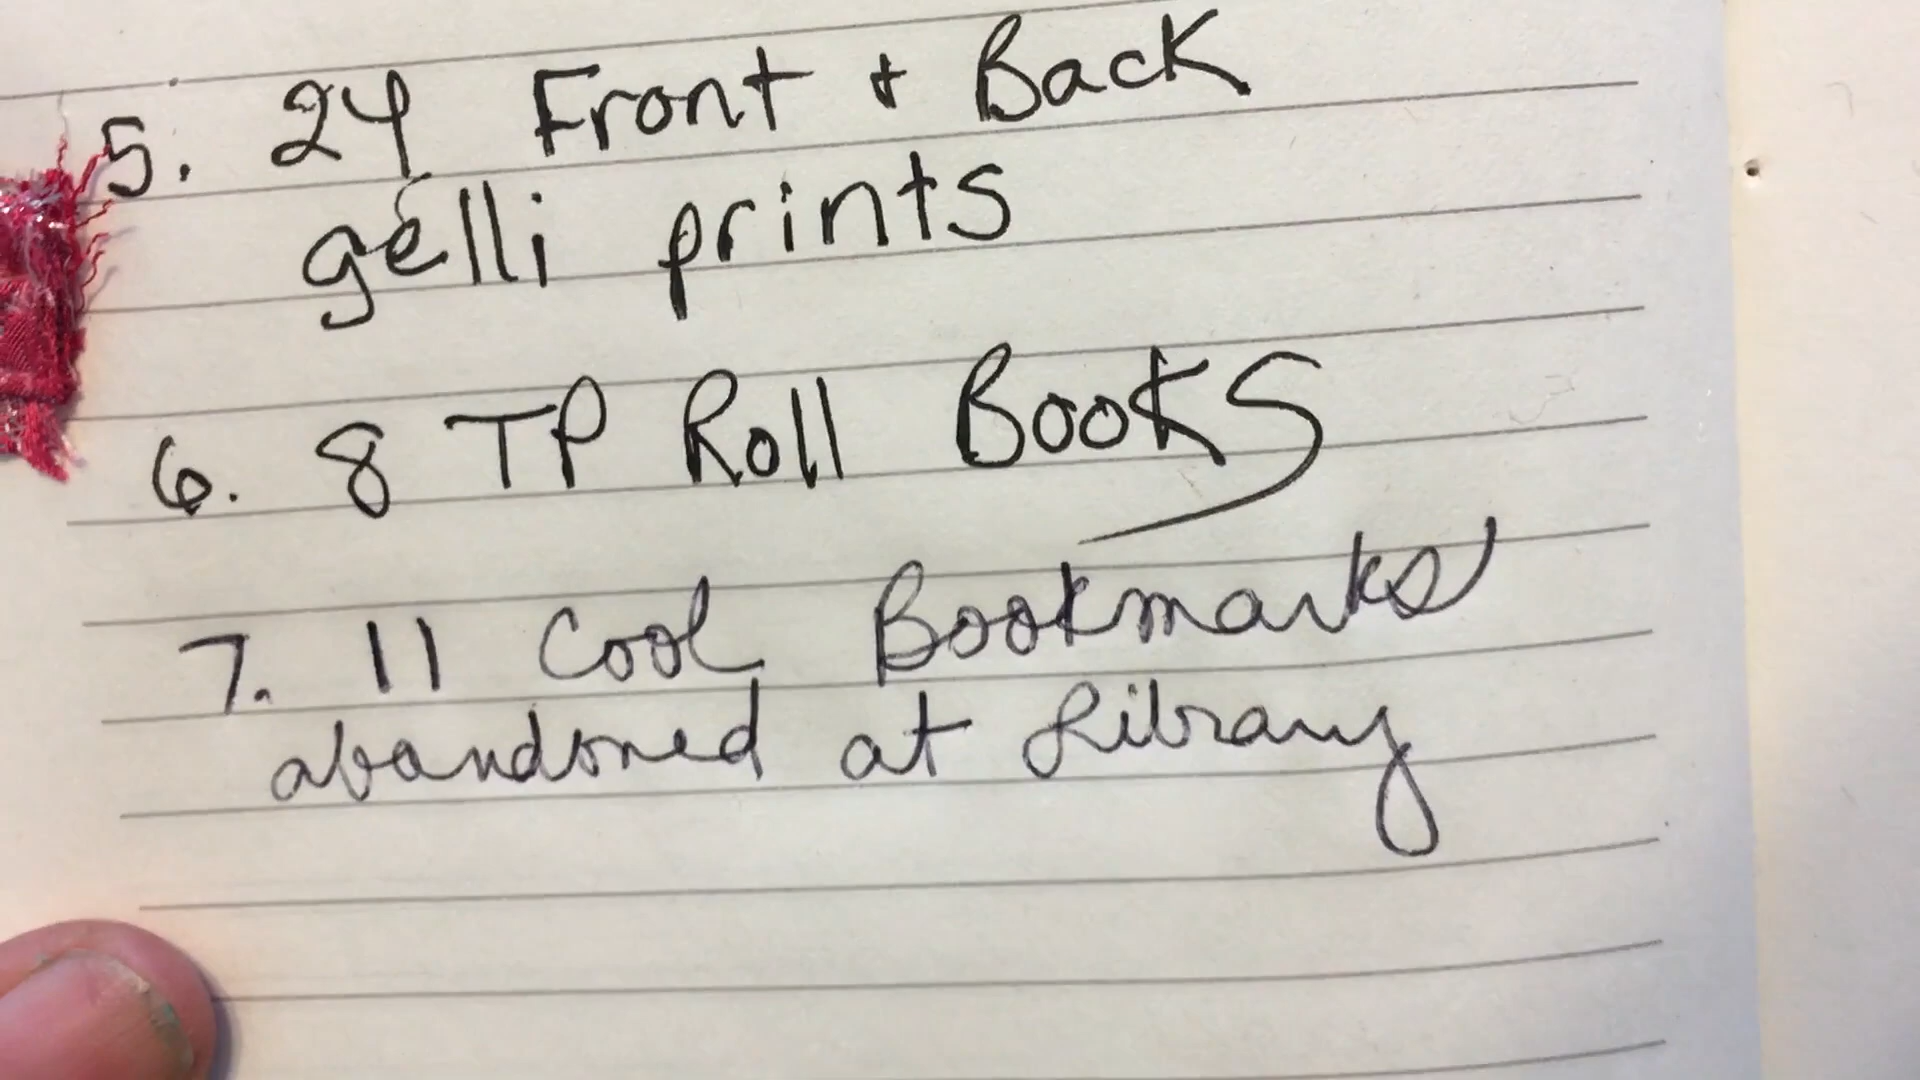 5. 24 Front + Back
gelli prints
6. 8 TP Roll Books
7. 11 Cool Bookmarks
abandoned at Library